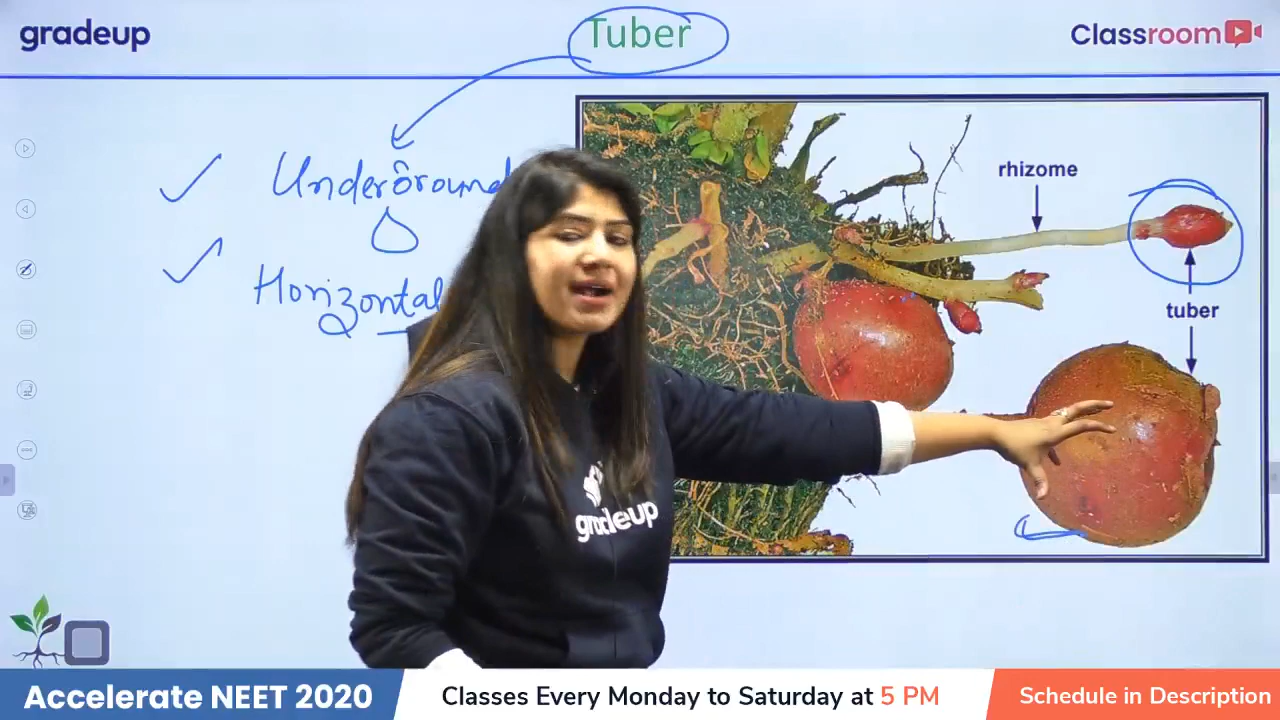 gradeup
Tuber
Classroom
Underground
Horizontal
rhizome
tuber
gradeup
Accelerate NEET 2020
Classes Every Monday to Saturday at 5 PM
Schedule in Description